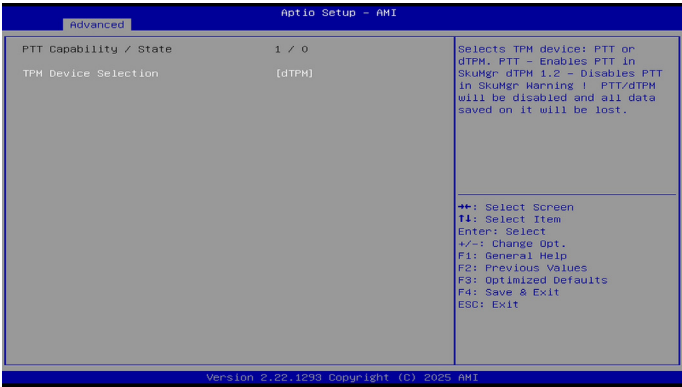 Aptio Setup - AMI
Advanced
PTT Capability / State 1 / 0
TPM Device Selection [dTPM]
Selects TPM device: PTT or
dTPM. PTT - Enables PTT in
SkuMgr dTPM 1.2 - Disables PTT
in SkuMgr Warning ! PTT/dTPM
will be disabled and all data
saved on it will be lost.
→←: Select Screen
↑↓: Select Item
Enter: Select
+/-: Change Opt.
F1: General Help
F2: Previous Values
F3: Optimized Defaults
F4: Save & Exit
ESC: Exit
Version 2.22.1293 Copyright (C) 2025 AMI